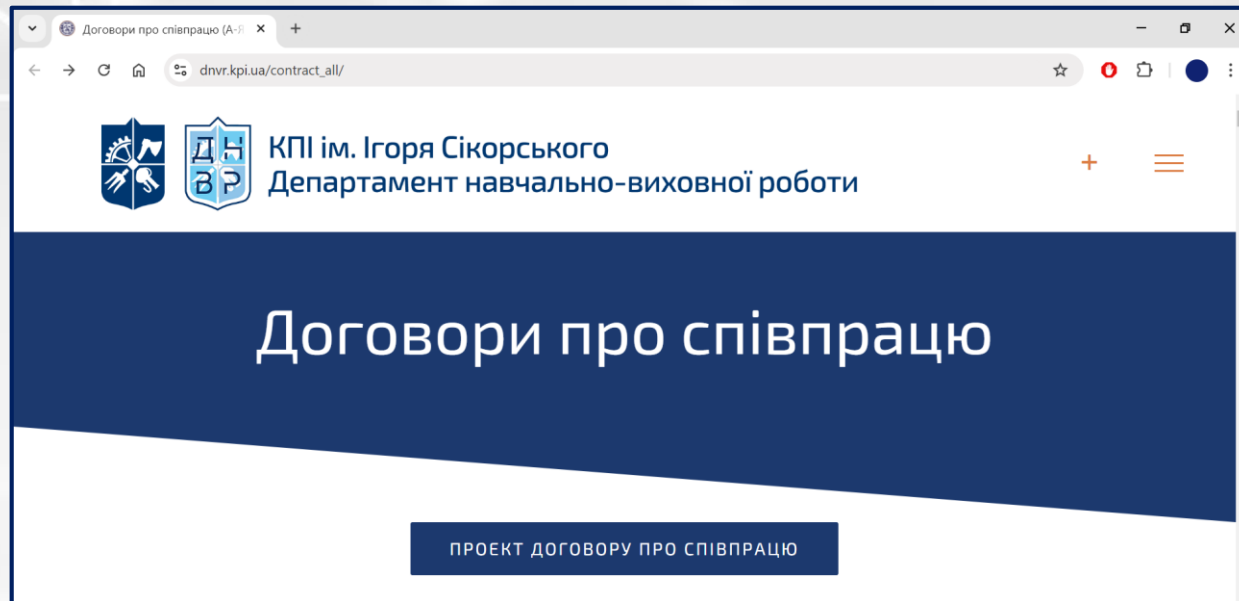 Договори про співпрацю (А-Я
dnvr.kpi.ua/contract_all/
ДН
ВР
КПІ ім. Ігоря Сікорського
Департамент навчально-виховної роботи
Договори про співпрацю
ПРОЕКТ ДОГОВОРУ ПРО СПІВПРАЦЮ